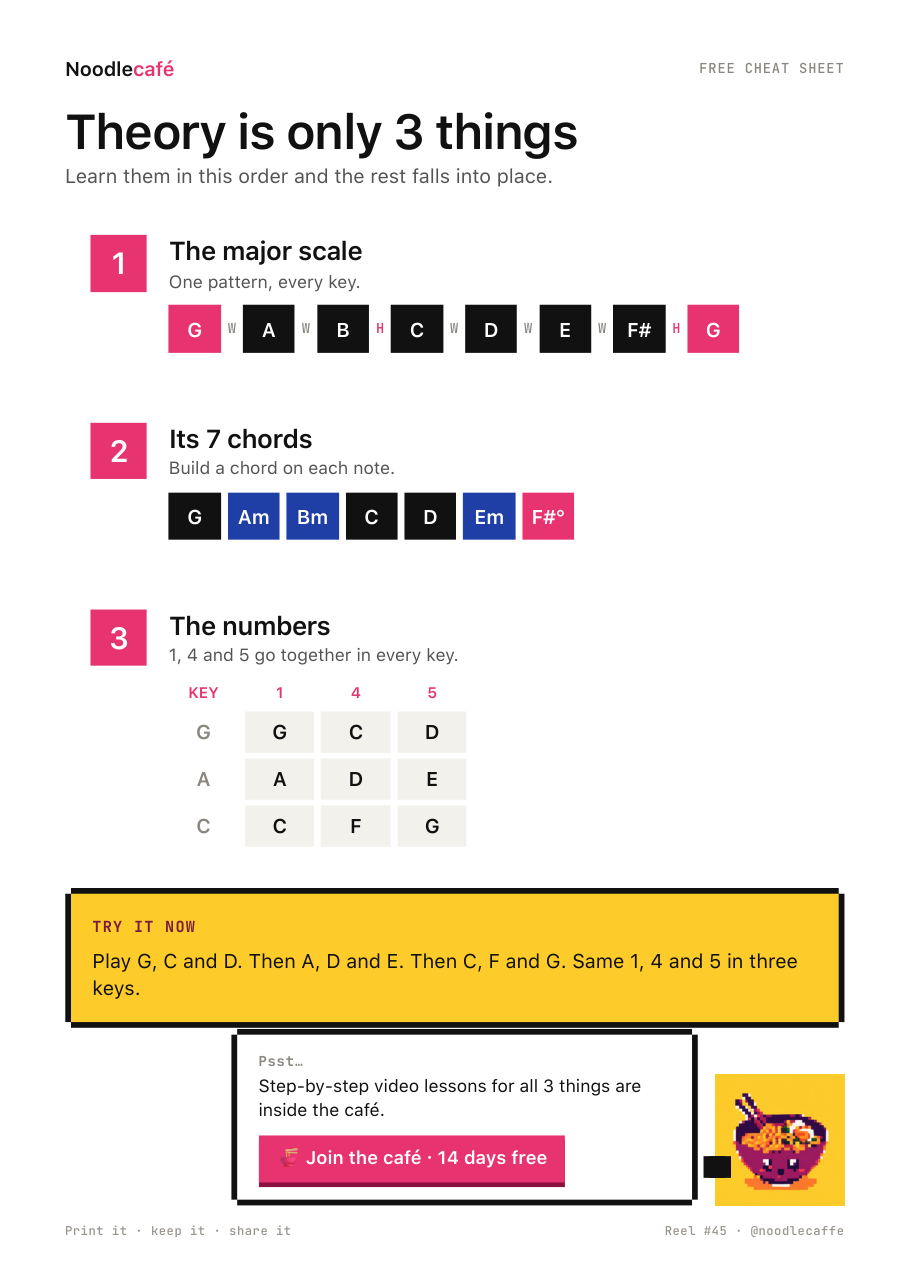 Noodlecafé
FREE CHEAT SHEET
Theory is only 3 things
Learn them in this order and the rest falls into place.
1
The major scale
One pattern, every key.
G W A W B H C W D W E W F# H G
2
Its 7 chords
Build a chord on each note.
G Am Bm C D Em F#°
3
The numbers
1, 4 and 5 go together in every key.
KEY 1 4 5
G G C D
A A D E
C C F G
TRY IT NOW
Play G, C and D. Then A, D and E. Then C, F and G. Same 1, 4 and 5 in three
keys.
Psst…
Step-by-step video lessons for all 3 things are
inside the café.
🍜 Join the café · 14 days free
Print it · keep it · share it
Reel #45 · @noodlecaffe